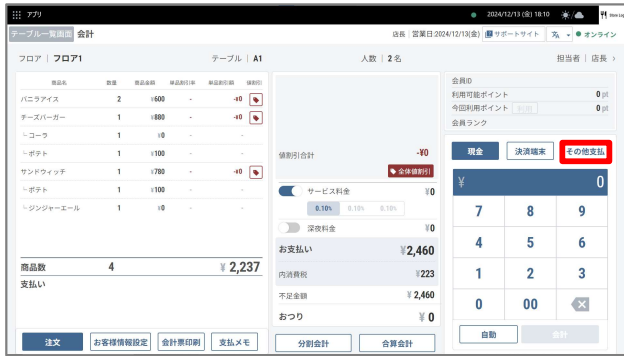 アプリ
2024/12/13 (金) 18:10
Store Log
テーブル一覧画面 会計
店長 営業日:2024/12/13(金) サポートサイト オンライン
フロア フロア1 テーブル A1 人数 2 名 担当者 店長
商品名 数量 商品金額 単品割引率 単品割引額 値割引
バニラアイス 2 ¥600 - -¥0
チーズバーガー 1 ¥880 - -¥0
コーラ 1 ¥0 - -
ポテト 1 ¥100 - -
サンドウィッチ 1 ¥780 - -¥0
ポテト 1 ¥100 - -
ジンジャーエール 1 ¥0 - -
商品数 4 ¥ 2,237
支払い
注文 お客様情報設定 会計票印刷 支払メモ
値割引合計 -¥0
全体値割引
サービス料金 ¥0
0.10% 0.10% 0.10%
深夜料金 ¥0
お支払い ¥2,460
内消費税 ¥223
不足金額 ¥ 2,460
おつり ¥ 0
分割会計 合算会計
会員ID
利用可能ポイント 0 pt
今回利用ポイント 利用 0 pt
会員ランク
現金 決済端末 その他支払
¥ 0
7 8 9
4 5 6
1 2 3
0 00
自動 会計